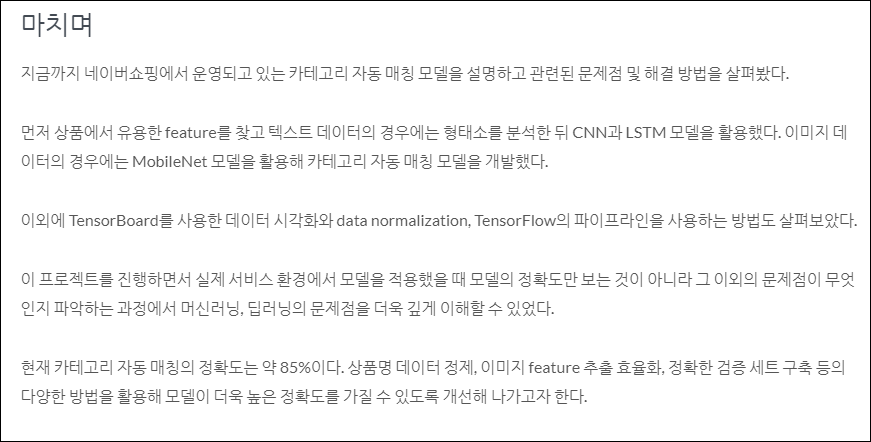 마치며
지금까지 네이버쇼핑에서 운영되고 있는 카테고리 자동 매칭 모델을 설명하고 관련된 문제점 및 해결 방법을 살펴봤다.
먼저 상품에서 유용한 feature를 찾고 텍스트 데이터의 경우에는 형태소를 분석한 뒤 CNN과 LSTM 모델을 활용했다. 이미지 데
이터의 경우에는 MobileNet 모델을 활용해 카테고리 자동 매칭 모델을 개발했다.
이외에 TensorBoard를 사용한 데이터 시각화와 data normalization, TensorFlow의 파이프라인을 사용하는 방법도 살펴보았다.
이 프로젝트를 진행하면서 실제 서비스 환경에서 모델을 적용했을 때 모델의 정확도만 보는 것이 아니라 그 이외의 문제점이 무엇
인지 파악하는 과정에서 머신러닝, 딥러닝의 문제점을 더욱 깊게 이해할 수 있었다.
현재 카테고리 자동 매칭의 정확도는 약 85%이다. 상품명 데이터 정제, 이미지 feature 추출 효율화, 정확한 검증 세트 구축 등의
다양한 방법을 활용해 모델이 더욱 높은 정확도를 가질 수 있도록 개선해 나가고자 한다.